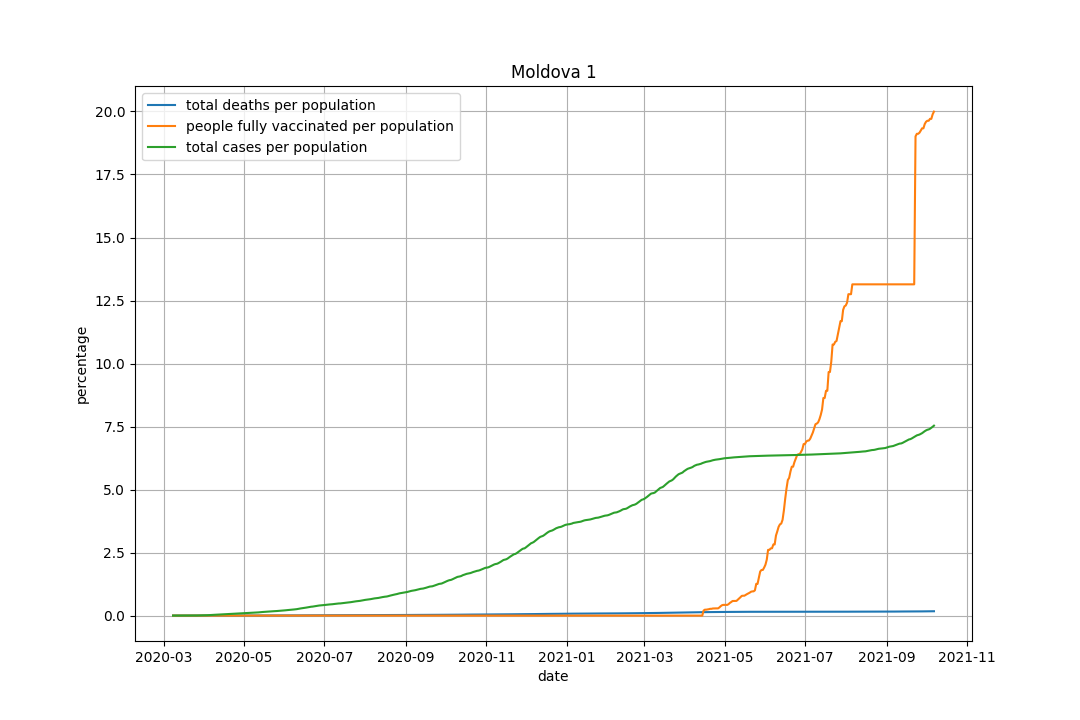 Moldova 1
total deaths per population
people fully vaccinated per population
total cases per population
20.0
17.5
15.0
12.5
10.0
7.5
5.0
2.5
0.0
percentage
2020-03 2020-05 2020-07 2020-09 2020-11 2021-01 2021-03 2021-05 2021-07 2021-09 2021-11
date